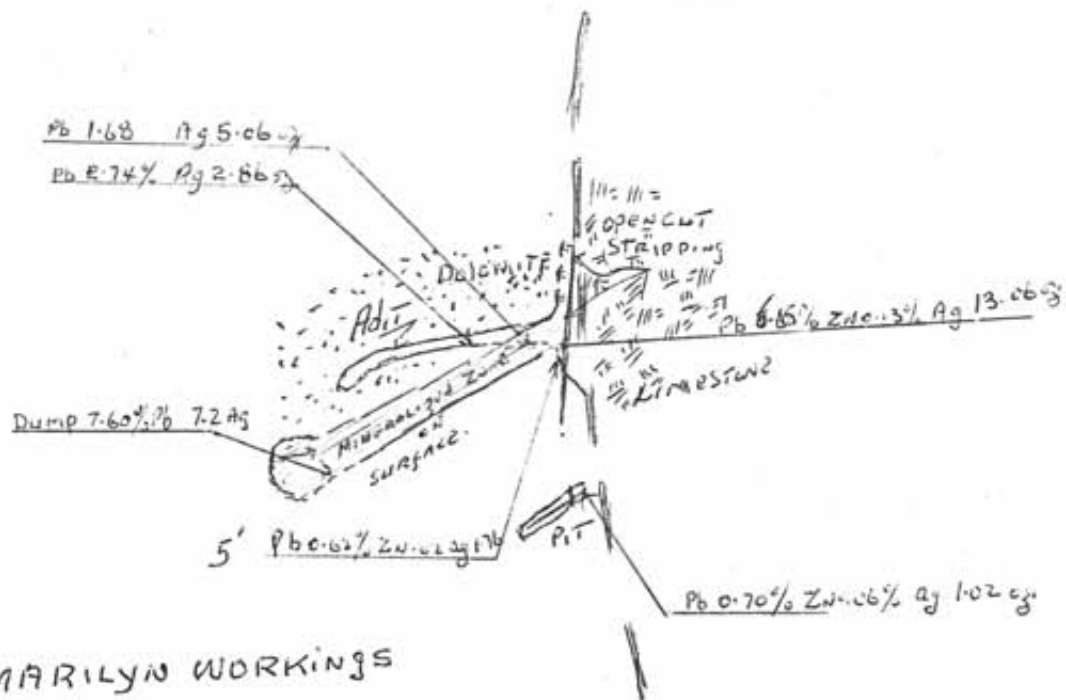 Pb 1.68 Ag 5.06 oz
Pb 2.74% Ag 2.86 oz
OPEN CUT
STRIPPING
DOLOMITE
Adit
Pb 6.85% Zn 0.13% Ag 13.06 oz
LIMESTONE
Dump 7.60% Pb 7.2 Ag
MINERALIZED ZONE
ON
SURFACE.
5' Pb 0.62% Zn .02 Ag
PIT
Pb 0.70% Zn .06% Ag 1.02 oz.
MARILYN WORKINGS